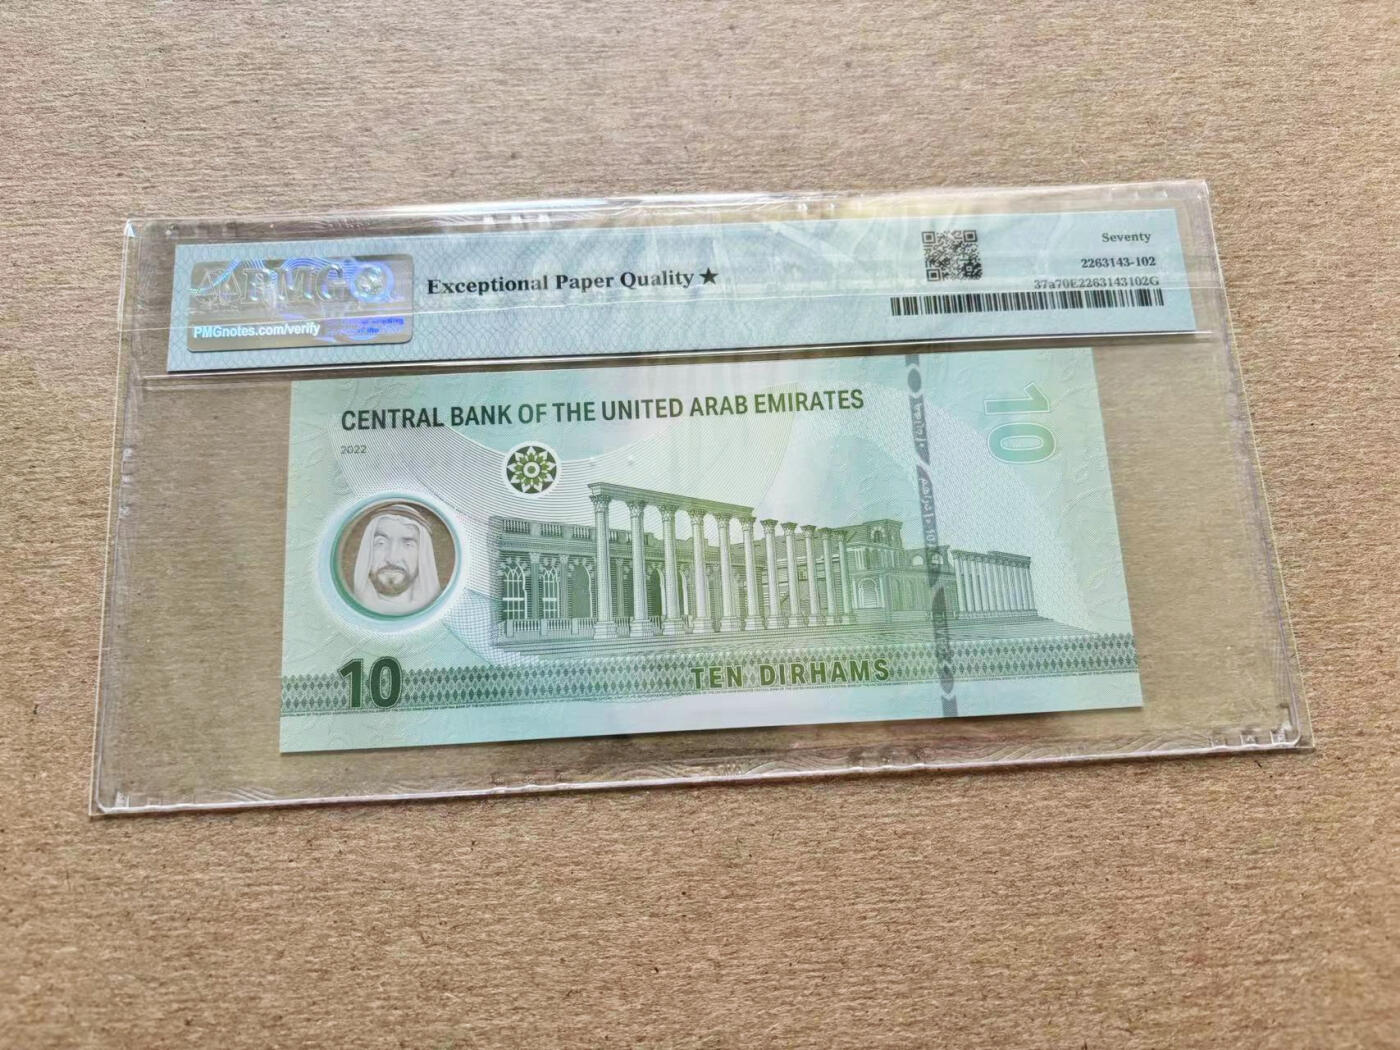 PMG
PMGnotes.com/verify
Exceptional Paper Quality ★
Seventy
2263143-102
37a70E2263143102G
CENTRAL BANK OF THE UNITED ARAB EMIRATES
2022
10
10
TEN DIRHAMS